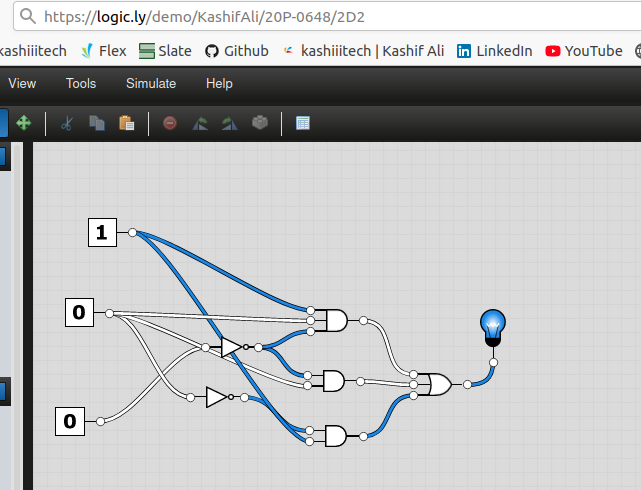 https://logic.ly/demo/KashifAli/20P-0648/2D2
kashiiitech Flex Slate Github kashiiitech | Kashif Ali LinkedIn YouTube
View Tools Simulate Help
1
0
0